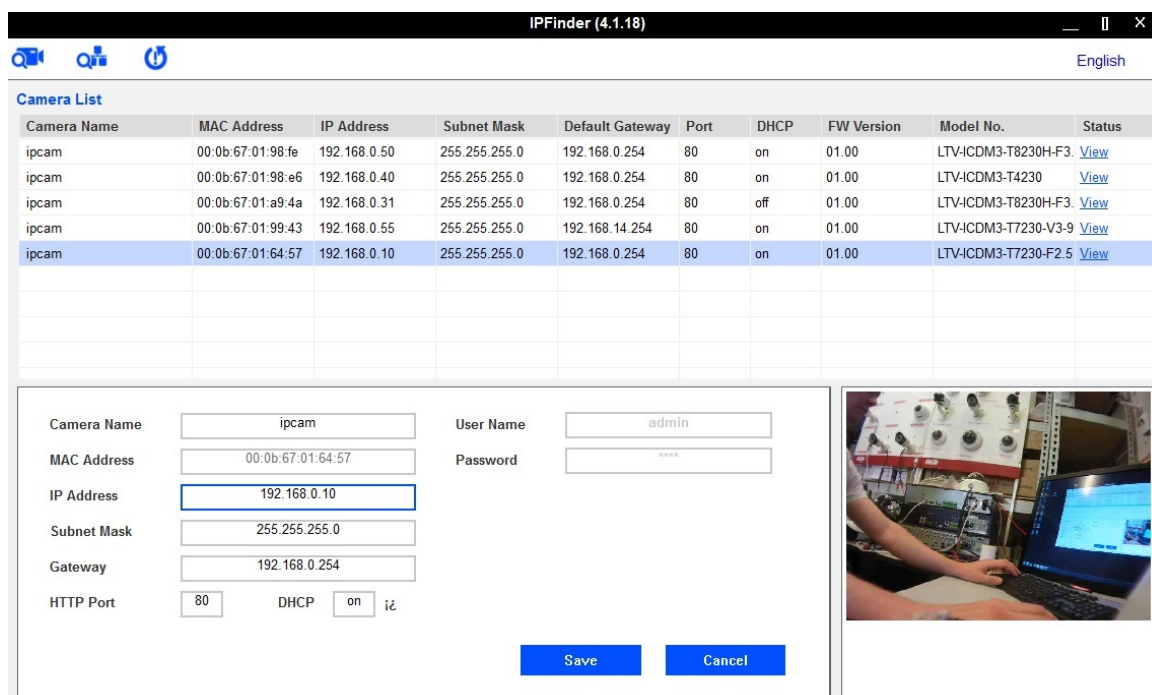 IPFinder (4.1.18)
English
Camera List
Camera Name MAC Address IP Address Subnet Mask Default Gateway Port DHCP FW Version Model No. Status
ipcam 00:0b:67:01:98:fe 192.168.0.50 255.255.255.0 192.168.0.254 80 on 01.00 LTV-ICDM3-T8230H-F3. View
ipcam 00:0b:67:01:98:e6 192.168.0.40 255.255.255.0 192.168.0.254 80 on 01.00 LTV-ICDM3-T4230 View
ipcam 00:0b:67:01:a9:4a 192.168.0.31 255.255.255.0 192.168.0.254 80 off 01.00 LTV-ICDM3-T8230H-F3. View
ipcam 00:0b:67:01:99:43 192.168.0.55 255.255.255.0 192.168.14.254 80 on 01.00 LTV-ICDM3-T7230-V3-9 View
ipcam 00:0b:67:01:64:57 192.168.0.10 255.255.255.0 192.168.0.254 80 on 01.00 LTV-ICDM3-T7230-F2.5 View
Camera Name ipcam User Name admin
MAC Address 00:0b:67:01:64:57 Password ****
IP Address 192.168.0.10
Subnet Mask 255.255.255.0
Gateway 192.168.0.254
HTTP Port 80 DHCP on ï¿
Save Cancel